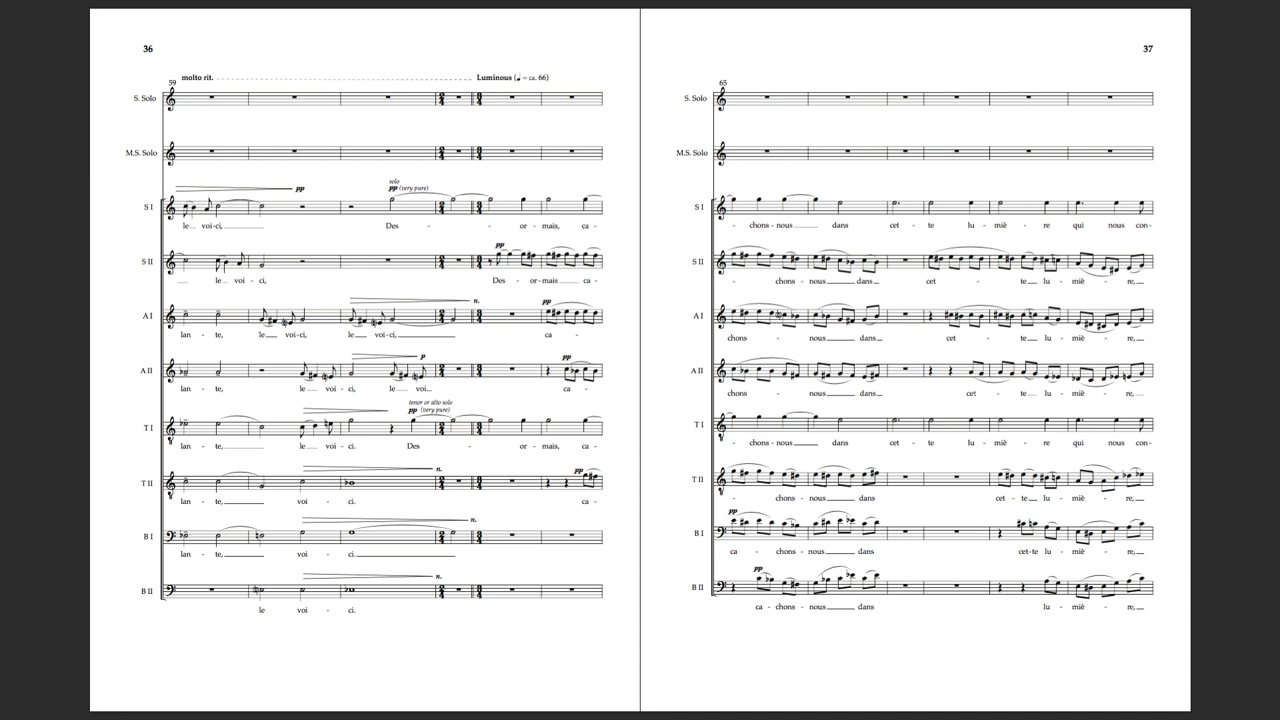 36
59 molto rit. Luminous (♩ = ca. 66)
S. Solo
M.S. Solo
pp solo pp (very pure)
S I
le voi-ci, Des - or - mais, ca -
pp
S II
le voi - ci, Des - or-mais ca -
n. pp
A I
lan - te, le voi-ci, le voi-ci, ca -
p pp
A II
lan - te, le voi-ci, le voi... ca -
tenor or alto solo
pp (very pure)
T I
lan - te, le voi - ci. Des - or - mais, ca -
n. pp
T II
lan - te, voi - ci. ca -
n.
B I
lan - te, voi - ci.
n.
B II
le voi - ci.
37
65
S. Solo
M.S. Solo
S I
- chons - nous dans cet - te lu - miè - re qui nous con-
S II
- chons - nous dans cet - te lu - miè - re,
A I
chons - nous dans cet - te lu - miè - re,
A II
chons - nous dans cet - te lu - miè - re,
T I
- chons - nous dans cet - te lu - miè - re qui nous con-
T II
- chons - nous dans cet - te lu - miè - re,
pp
B I
ca - chons - nous dans cet-te lu - miè - re,
pp
B II
ca - chons - nous dans lu - miè - re,